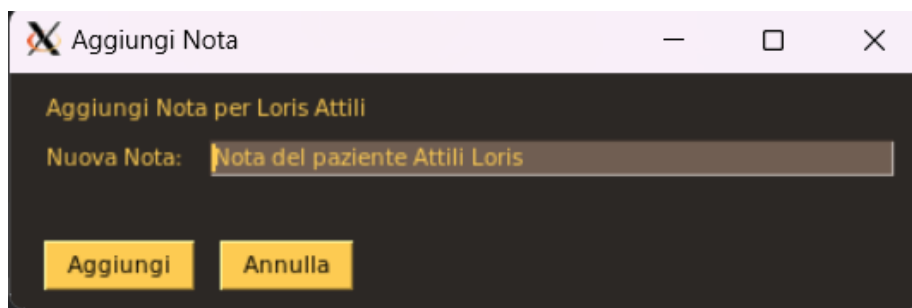 Aggiungi Nota
Aggiungi Nota per Loris Attili
Nuova Nota: Nota del paziente Attili Loris
Aggiungi Annulla